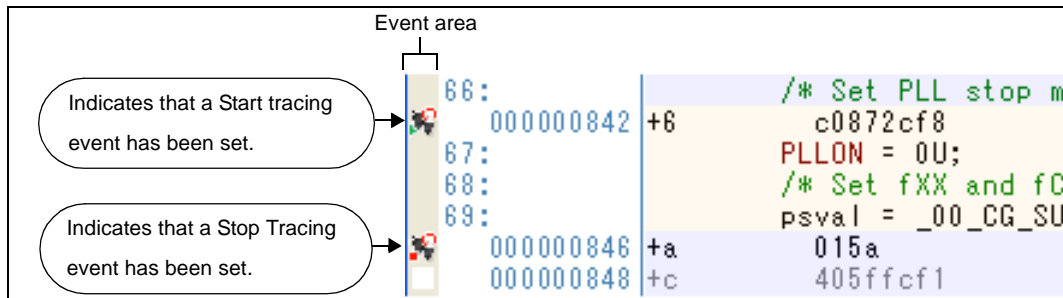 Event area
Indicates that a Start tracing
event has been set.
Indicates that a Stop Tracing
event has been set.
66: /* Set PLL stop m
000000842 +6 c0872cf8
67: PLLON = 0U;
68: /* Set fXX and fC
69: psval = _00_CG_SU
000000846 +a 015a
000000848 +c 405ffcf1